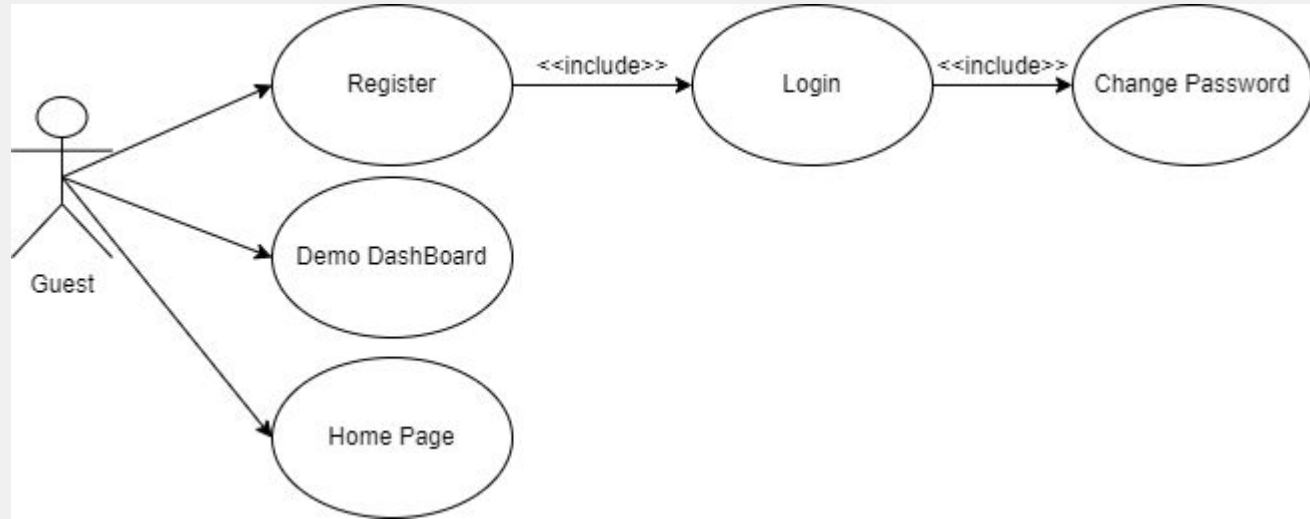 Register
<<include>>
Login
<<include>>
Change Password
Demo DashBoard
Guest
Home Page